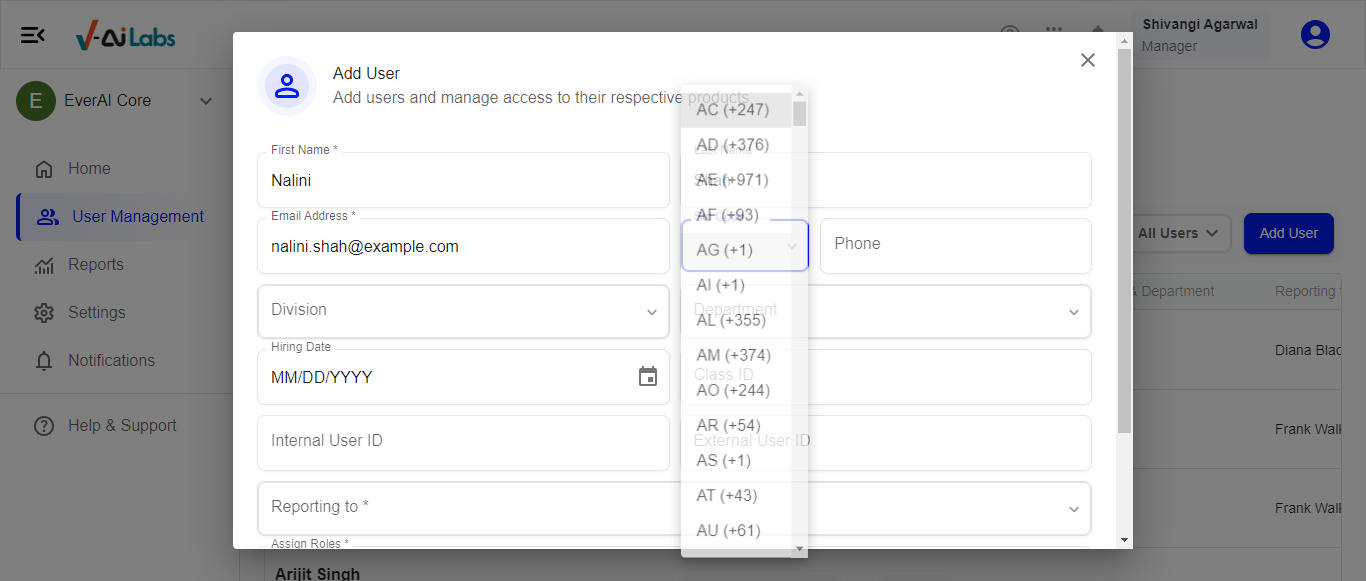 V-Ai Labs
Shivangi Agarwal
Manager
E
EverAI Core
Home
User Management
Reports
Settings
Notifications
Help & Support
Add User
Add users and manage access to their respective products.
First Name *
Nalini
Last Name
Email Address *
nalini.shah@example.com
Phone
Division
Department
Hiring Date
MM/DD/YYYY
Class ID
Internal User ID
External User ID
Reporting to *
Assign Roles *
AC (+247)
AD (+376)
AE (+971)
AF (+93)
AG (+1)
AI (+1)
AL (+355)
AM (+374)
AO (+244)
AR (+54)
AS (+1)
AT (+43)
AU (+61)
All Users
Add User
& Department
Reporting
Diana Blac
Frank Walk
Frank Walk
Arijit Singh